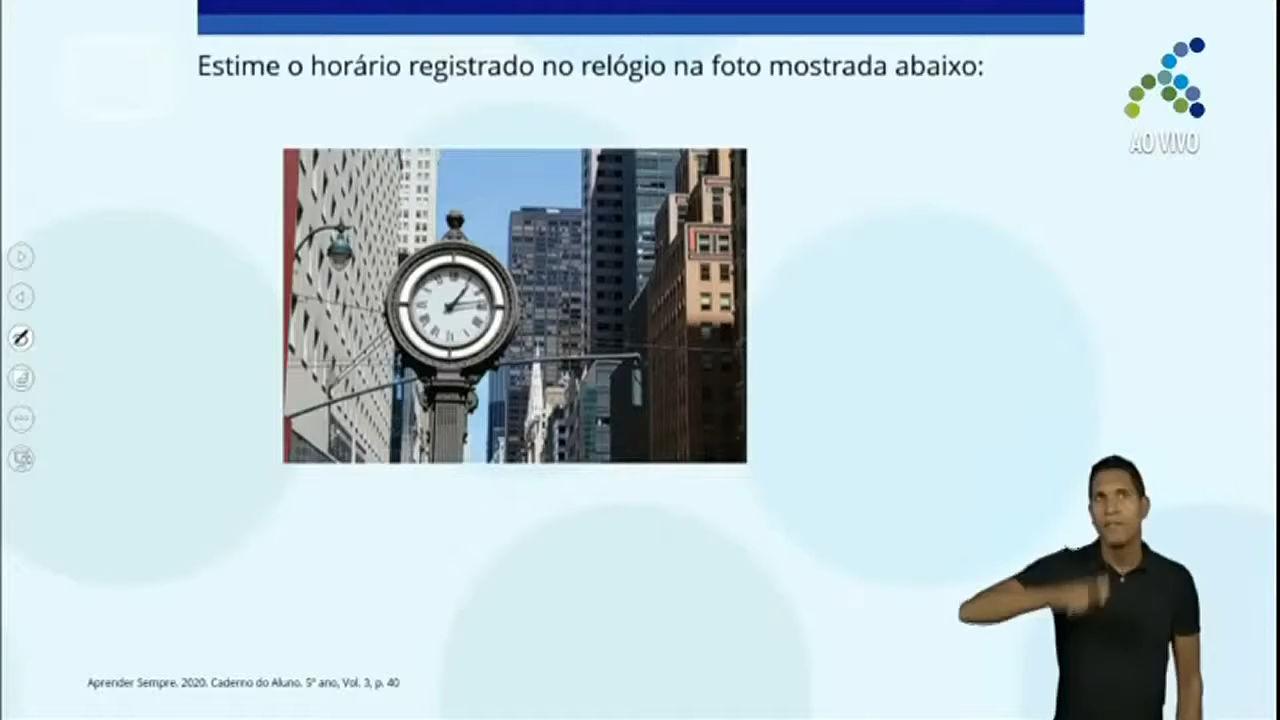 Estime o horário registrado no relógio na foto mostrada abaixo:
AO VIVO
Aprender Sempre. 2020. Caderno do Aluno. 5º ano, Vol. 3, p. 40